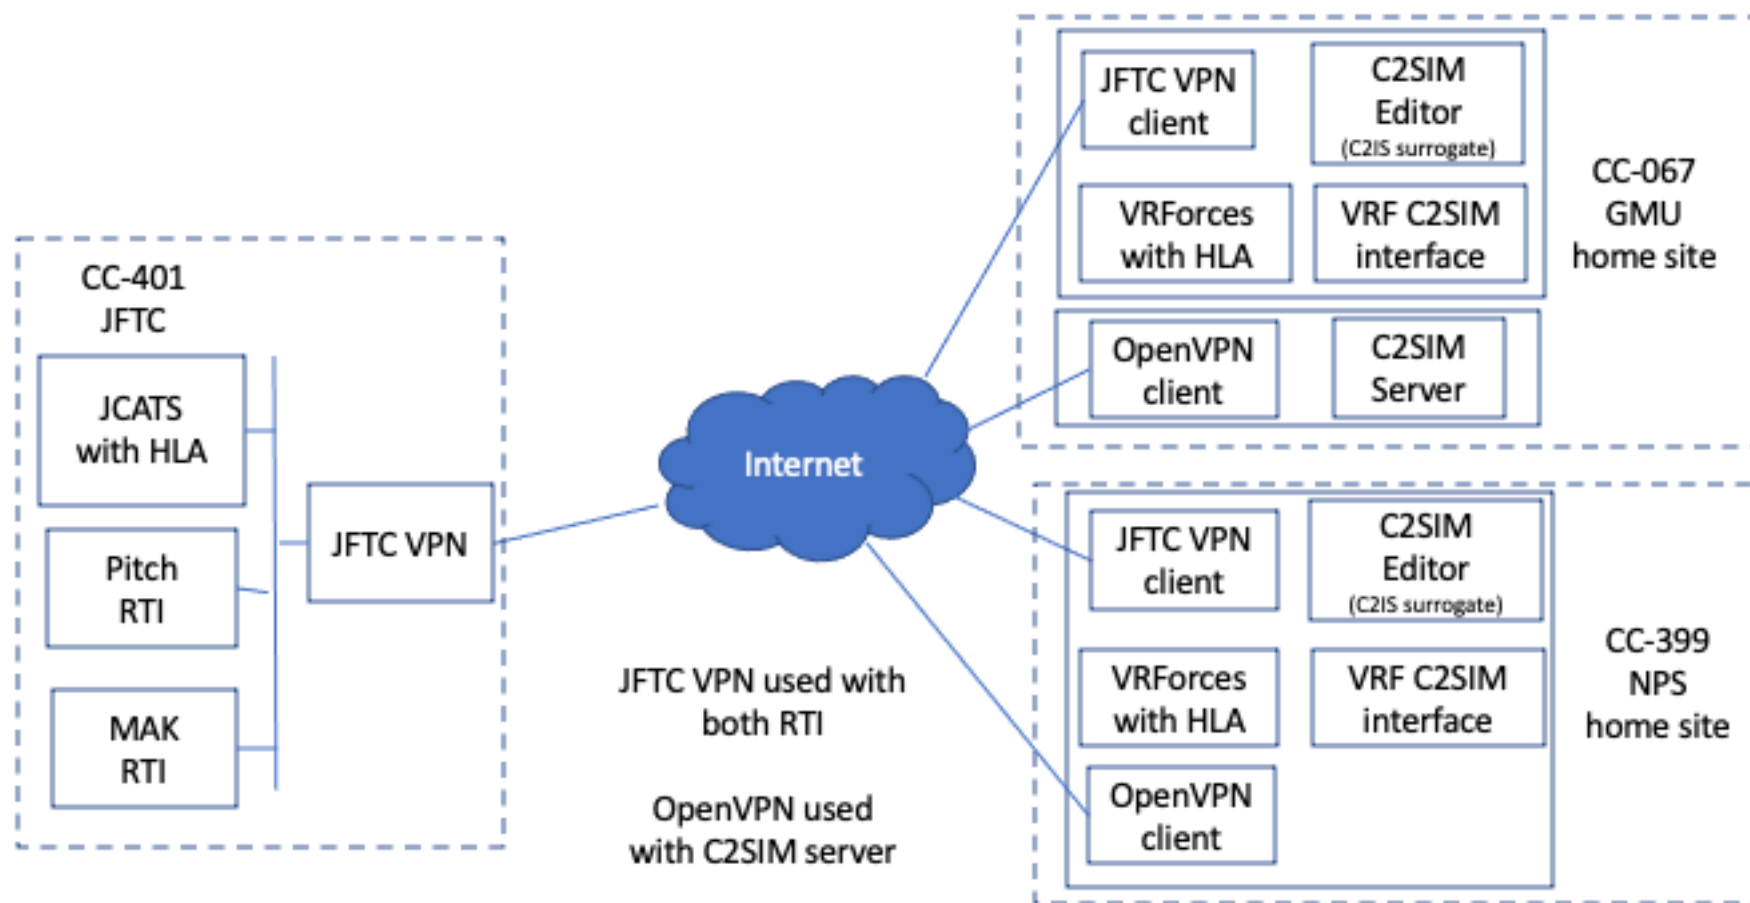 CC-401
JFTC
JCATS
with HLA
Pitch
RTI
MAK
RTI
JFTC VPN
Internet
JFTC VPN used with
both RTI
OpenVPN used
with C2SIM server
JFTC VPN
client
C2SIM
Editor
(C2IS surrogate)
VRForces
with HLA
VRF C2SIM
interface
OpenVPN
client
C2SIM
Server
CC-067
GMU
home site
JFTC VPN
client
C2SIM
Editor
(C2IS surrogate)
VRForces
with HLA
VRF C2SIM
interface
OpenVPN
client
CC-399
NPS
home site